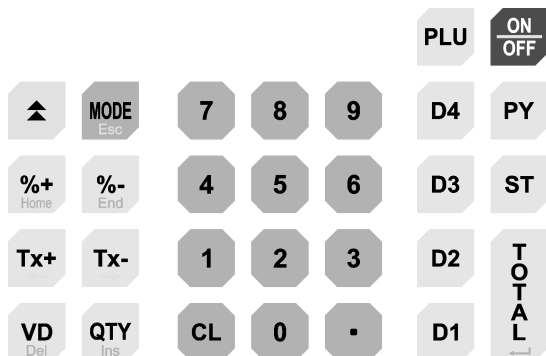 PLU ON
OFF
MODE 7 8 9 D4 PY
Esc
%+ %- 4 5 6 D3 ST
Home End
Tx+ Tx- 1 2 3 D2 TOTAL
VD QTY CL 0 . D1
Del Ins